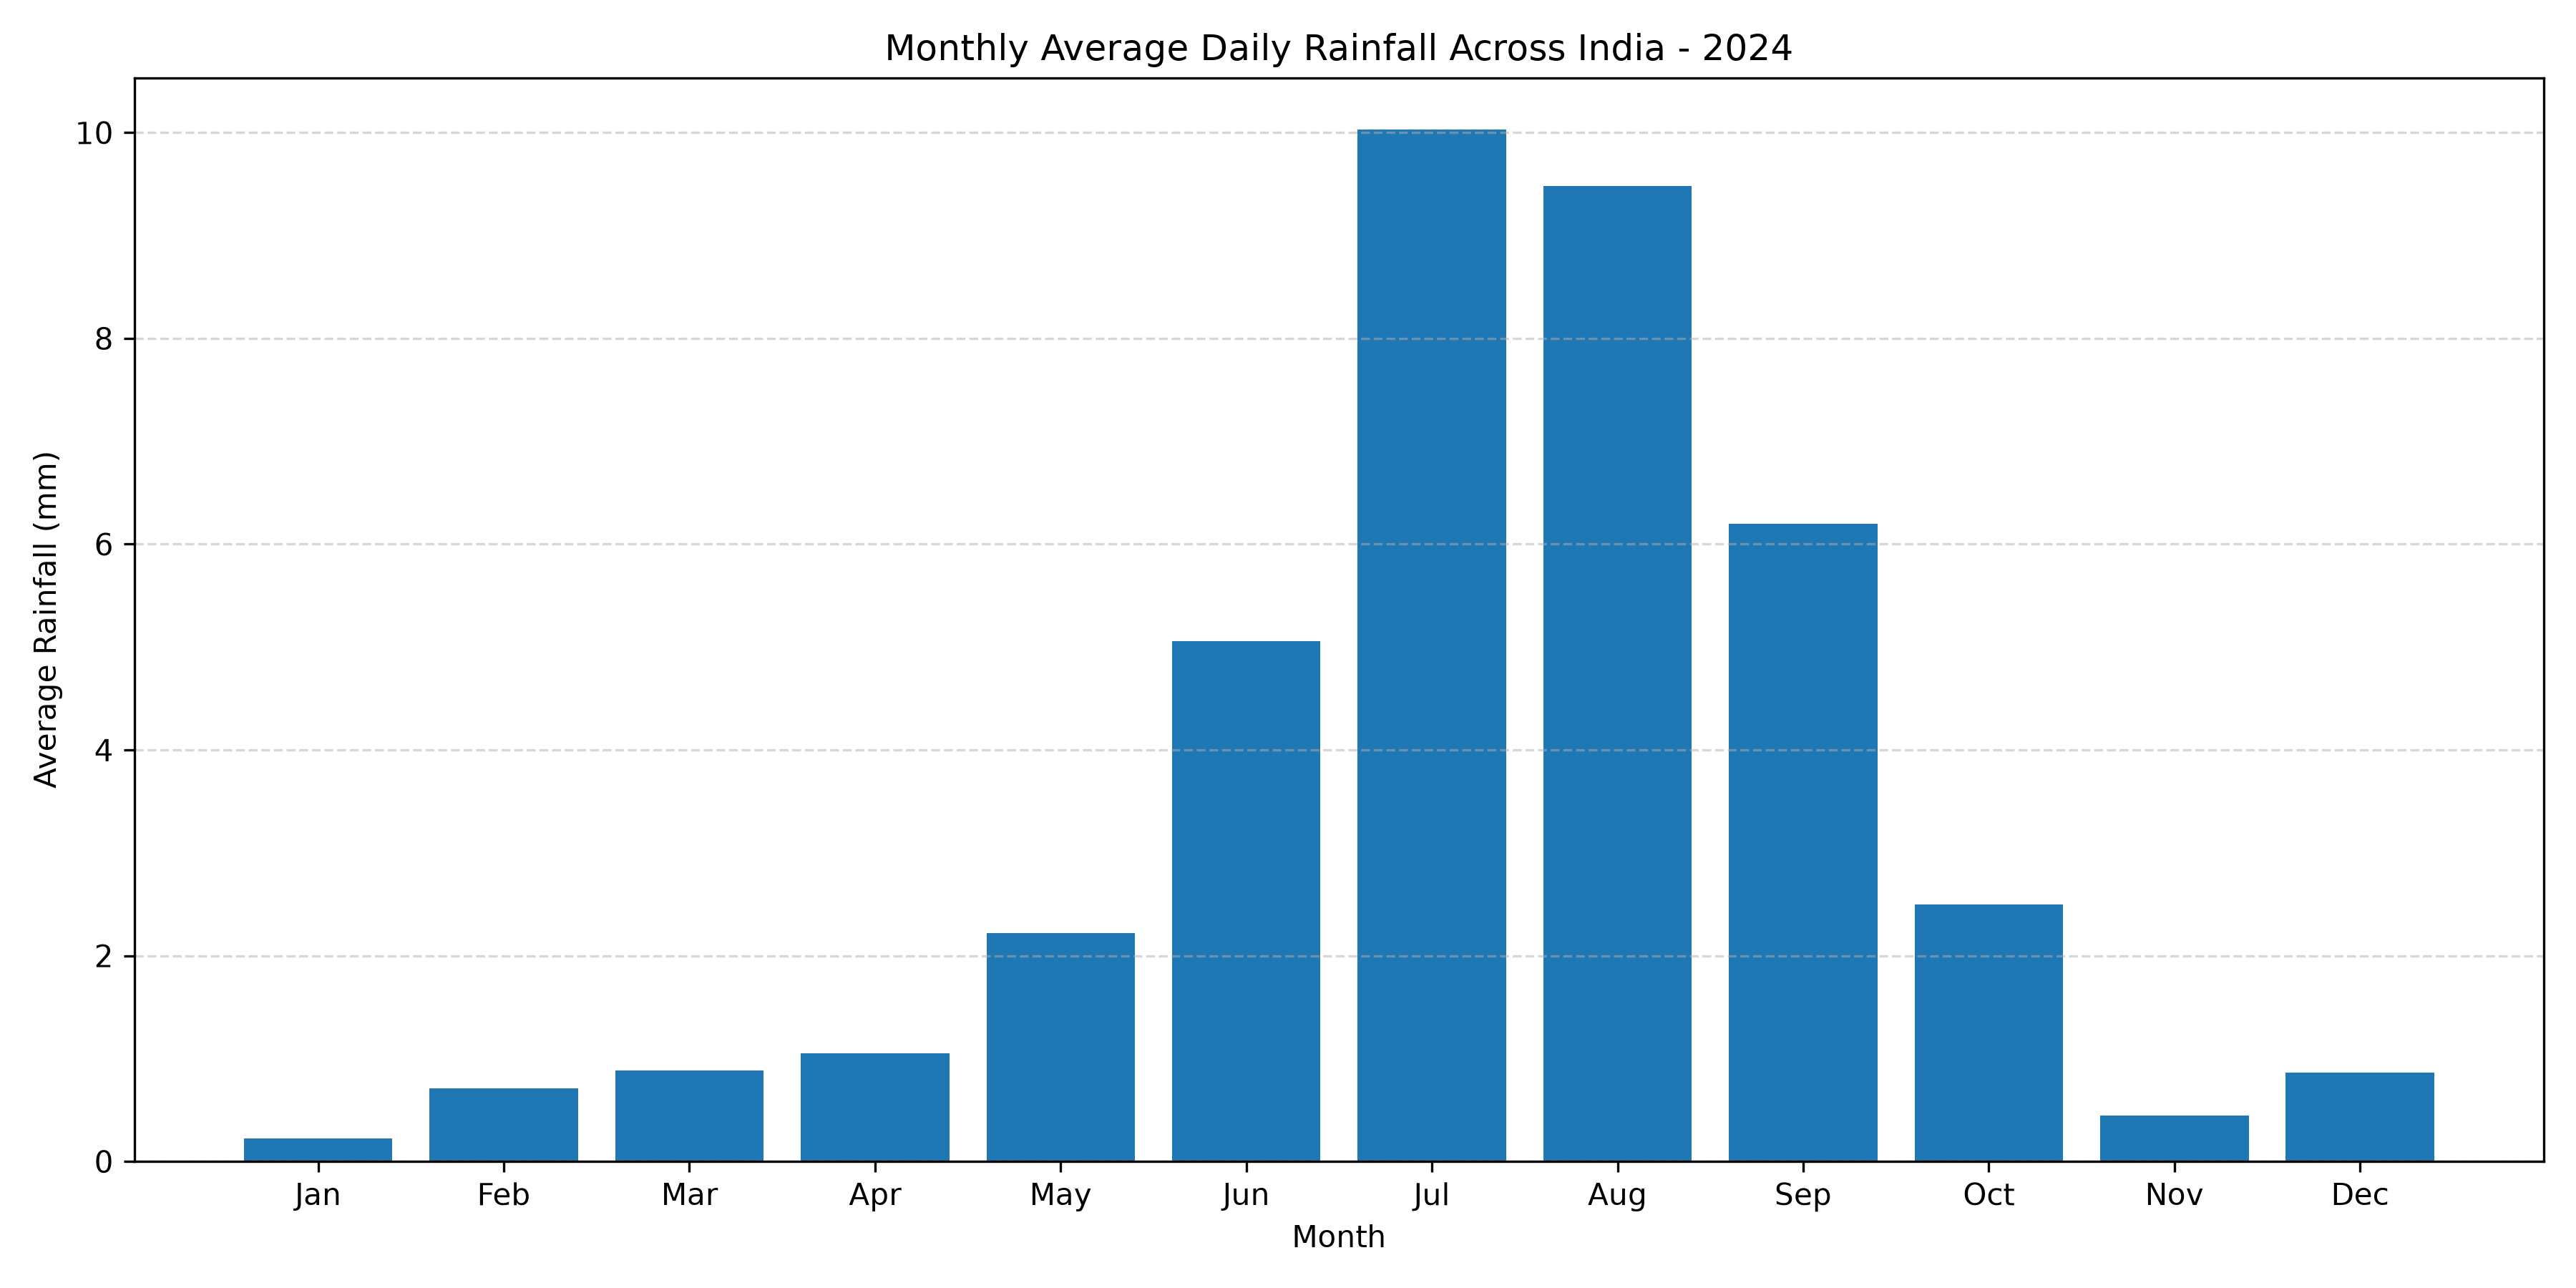 Monthly Average Daily Rainfall Across India - 2024
Average Rainfall (mm)
10
8
6
4
2
0
Jan Feb Mar Apr May Jun Jul Aug Sep Oct Nov Dec
Month